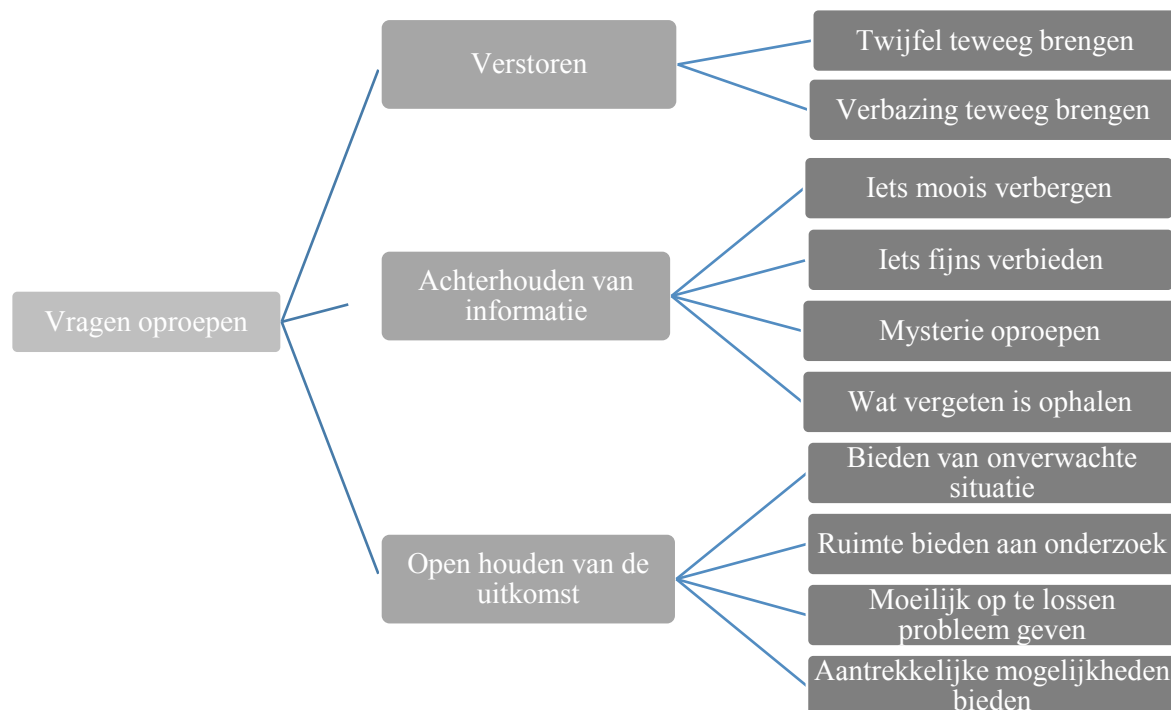 Vragen oproepen
Verstoren
Twijfel teweeg brengen
Verbazing teweeg brengen
Achterhouden van
informatie
Iets moois verbergen
Iets fijns verbieden
Mysterie oproepen
Wat vergeten is ophalen
Open houden van de
uitkomst
Bieden van onverwachte
situatie
Ruimte bieden aan onderzoek
Moeilijk op te lossen
probleem geven
Aantrekkelijke mogelijkheden
bieden